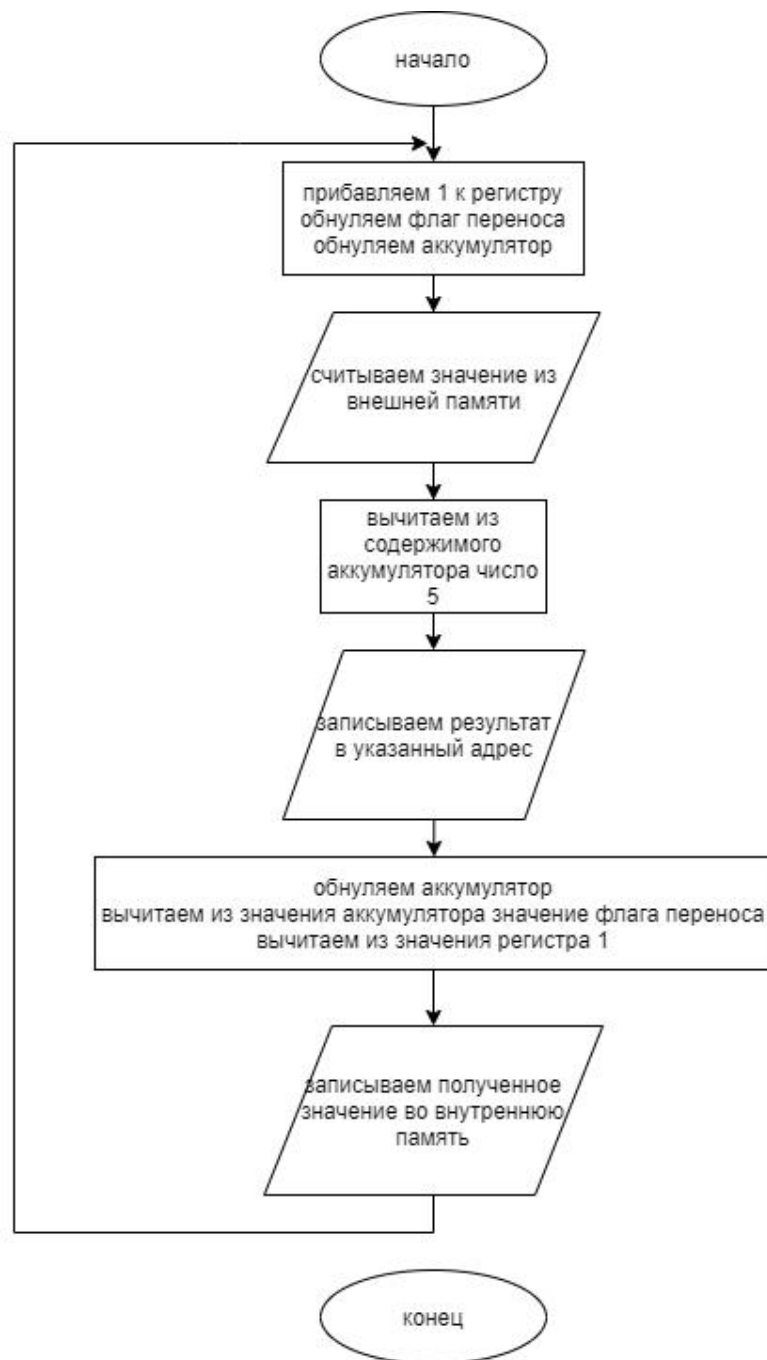 начало
прибавляем 1 к регистру
обнуляем флаг переноса
обнуляем аккумулятор
считываем значение из
внешней памяти
вычитаем из
содержимого
аккумулятора число
5
записываем результат
в указанный адрес
обнуляем аккумулятор
вычитаем из значения аккумулятора значение флага переноса
вычитаем из значения регистра 1
записываем полученное
значение во внутреннюю
память
конец